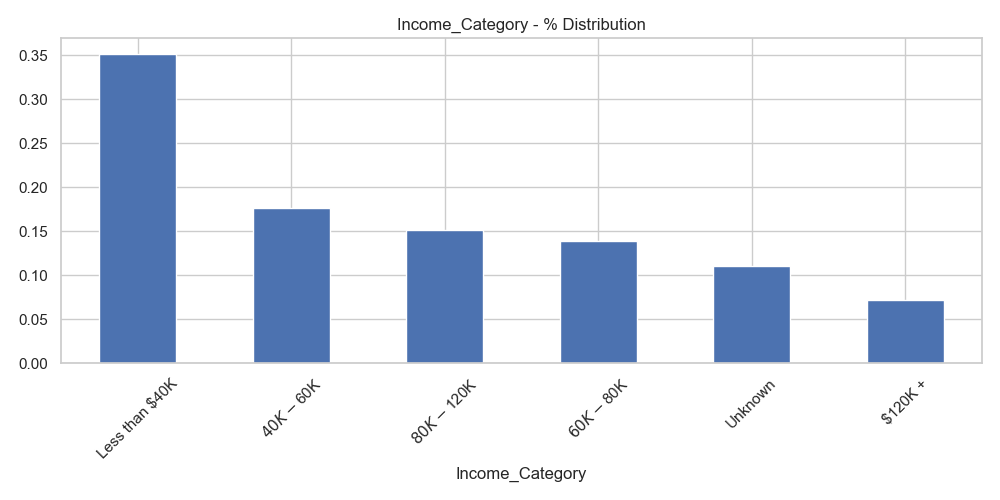 Income_Category - % Distribution
0.35
0.30
0.25
0.20
0.15
0.10
0.05
0.00
Less than $40K
40K – 60K
80K – 120K
60K – 80K
Unknown
$120K +
Income_Category